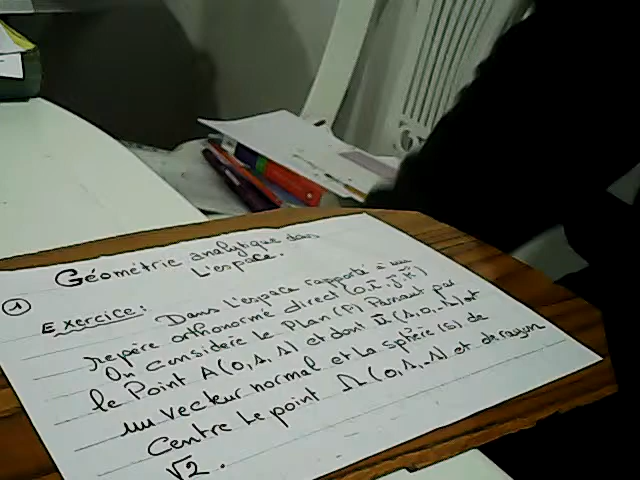 Géométrie analytique dans
L'espace.
①
Exercice: Dans l'espace rapporté à un
repère orthonormé direct (0, i, j, k)
On considère le Plan (P) Passant par
le Point A (0, 1, 1) et dont u (1, 0, -1) est
un vecteur normal et La sphère (S) de
Centre Le point Ω (0, 1, -1) et de rayon
√2.